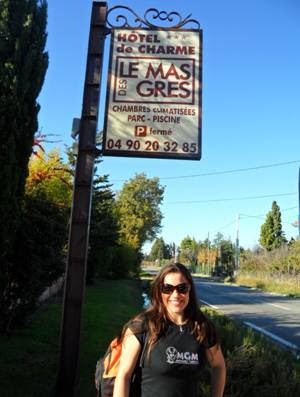 HÔTEL ***
de CHARME
LE MAS
DES GRES
CHAMBRES CLIMATISÉES
PARC - PISCINE
P fermé
04 90 20 32 85
MGM